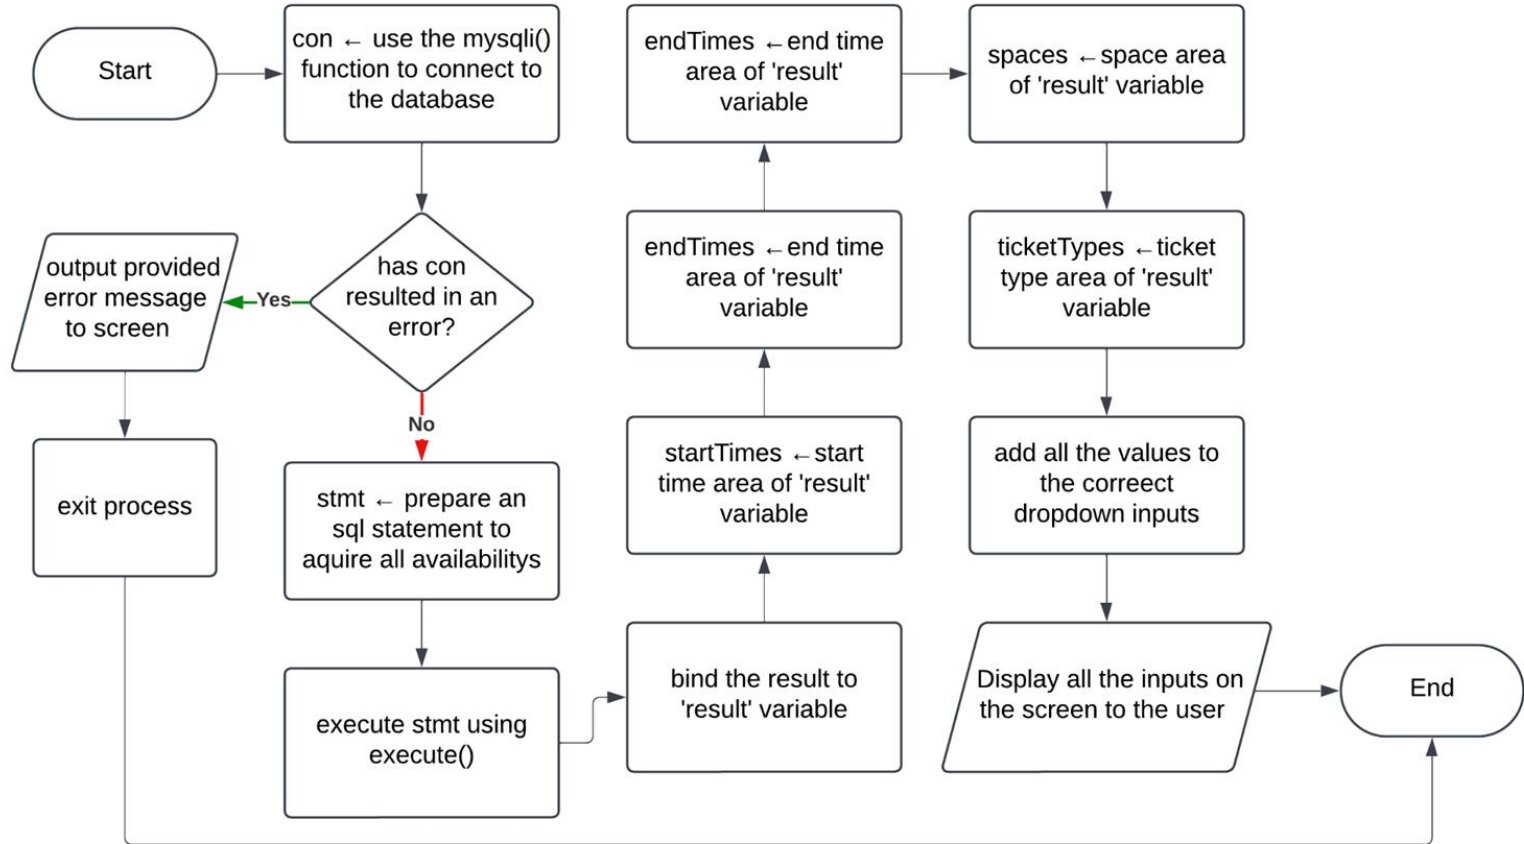 Start
con ← use the mysqli()
function to connect to
the database
has con
resulted in an
error?
Yes
output provided
error message
to screen
exit process
No
stmt ← prepare an
sql statement to
aquire all availabilitys
execute stmt using
execute()
bind the result to
'result' variable
startTimes ←start
time area of 'result'
variable
endTimes ←end time
area of 'result'
variable
endTimes ←end time
area of 'result'
variable
spaces ←space area
of 'result' variable
ticketTypes ←ticket
type area of 'result'
variable
add all the values to
the correect
dropdown inputs
Display all the inputs on
the screen to the user
End